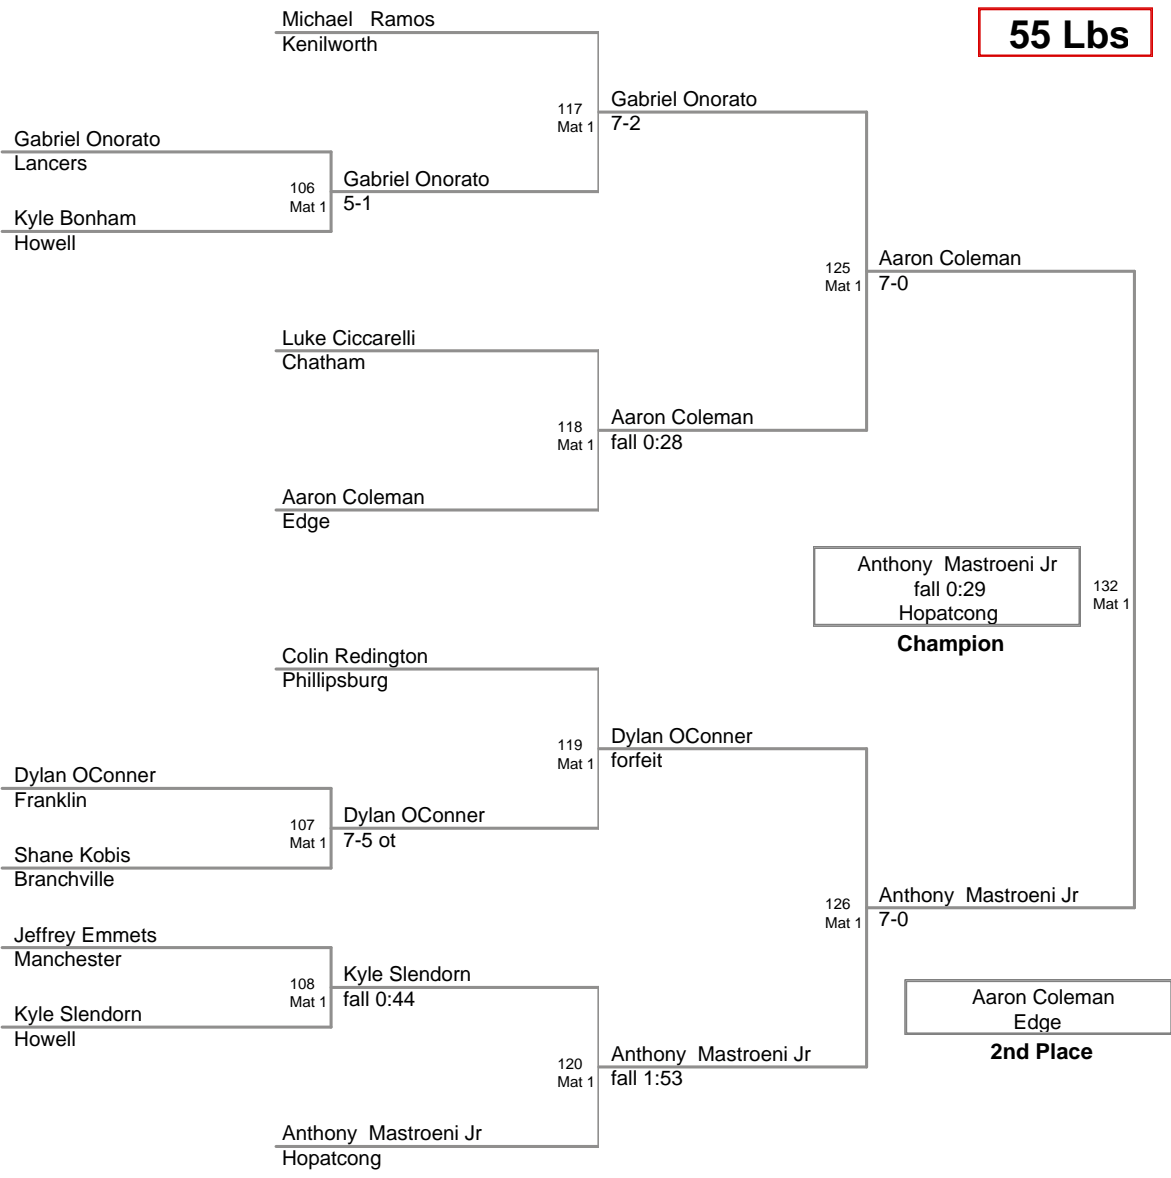 Michael Ramos
Kenilworth
55 Lbs
117
Mat 1
Gabriel Onorato
7-2
Gabriel Onorato
Lancers
106
Mat 1
Gabriel Onorato
5-1
Kyle Bonham
Howell
125
Mat 1
Aaron Coleman
7-0
Luke Ciccarelli
Chatham
118
Mat 1
Aaron Coleman
fall 0:28
Aaron Coleman
Edge
Anthony Mastroeni Jr
fall 0:29
Hopatcong
Champion
132
Mat 1
Colin Redington
Phillipsburg
119
Mat 1
Dylan OConner
forfeit
Dylan OConner
Franklin
107
Mat 1
Dylan OConner
7-5 ot
Shane Kobis
Branchville
126
Mat 1
Anthony Mastroeni Jr
7-0
Jeffrey Emmets
Manchester
108
Mat 1
Kyle Slendorn
fall 0:44
Kyle Slendorn
Howell
Aaron Coleman
Edge
2nd Place
120
Mat 1
Anthony Mastroeni Jr
fall 1:53
Anthony Mastroeni Jr
Hopatcong